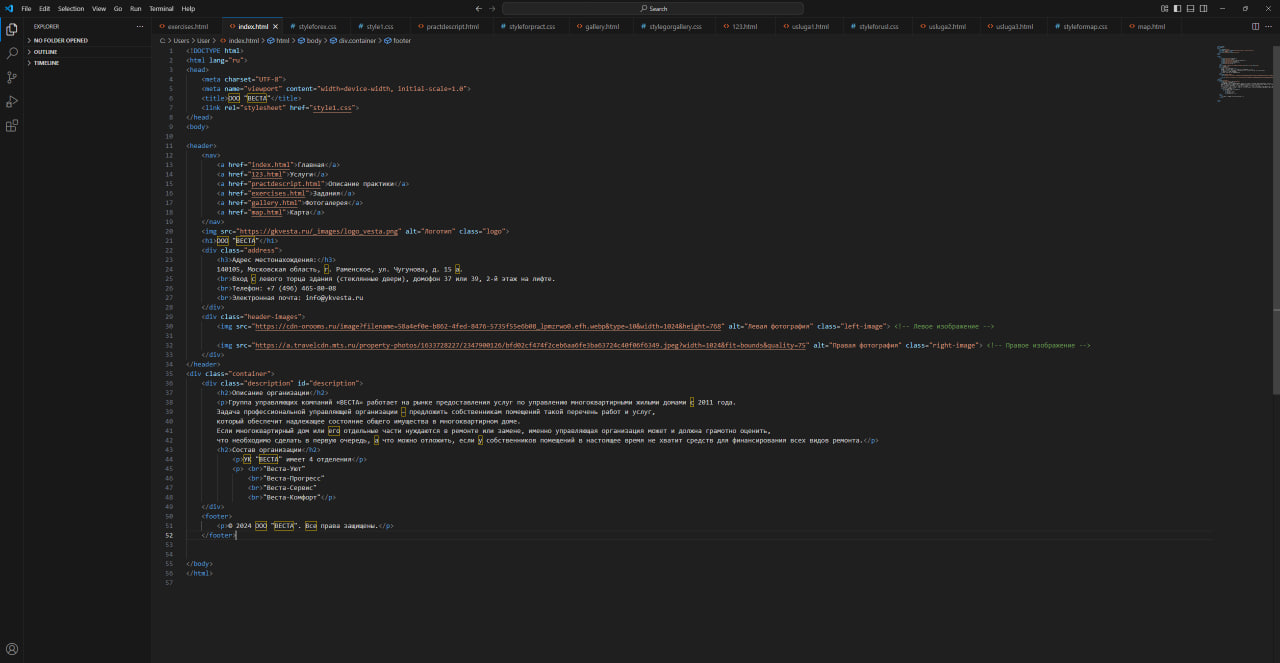 File Edit Selection View Go Run Terminal Help
Search
EXPLORER
NO FOLDER OPENED
OUTLINE
TIMELINE
exercises.html index.html styleforex.css style1.css practdescript.html styleforpract.css gallery.html stylegorgallery.css 123.html usluga1.html styleforusl.css usluga2.html usluga3.html styleformap.css map.html
C: > Users > User > index.html > html > body > div.container > footer
1 <!DOCTYPE html>
2 <html lang="ru">
3 <head>
4 <meta charset="UTF-8">
5 <meta name="viewport" content="width=device-width, initial-scale=1.0">
6 <title>ООО "ВЕСТА"</title>
7 <link rel="stylesheet" href="style1.css">
8 </head>
9 <body>
10
11 <header>
12 <nav>
13 <a href="index.html">Главная</a>
14 <a href="123.html">Услуги</a>
15 <a href="practdescript.html">Описание практики</a>
16 <a href="exercises.html">Задания</a>
17 <a href="gallery.html">Фотогалерея</a>
18 <a href="map.html">Карта</a>
19 </nav>
20 <img src="https://gkvesta.ru/_images/logo_vesta.png" alt="Логотип" class="logo">
21 <h1>ООО "ВЕСТА"</h1>
22 <div class="address">
23 <h3>Адрес местонахождения:</h3>
24 140105, Московская область, г. Раменское, ул. Чугунова, д. 15 а.
25 <br>Вход с левого торца здания (стеклянные двери), домофон 37 или 39, 2-й этаж на лифте.
26 <br>Телефон: +7 (496) 465-80-08
27 <br>Электронная почта: info@ykvesta.ru
28 </div>
29 <div class="header-images">
30 <img src="https://cdn-orooms.ru/image?filename=58a4ef0e-b862-4fed-8476-5735f55e6b08_lpmzrwo0.efh.webp&type=10&width=1024&height=768" alt="Левая фотография" class="left-image"> <!-- Левое изображение -->
31
32 <img src="https://a.travelcdn.mts.ru/property-photos/1633728227/2347900126/bfd02cf474f2ceb6aa6fe3ba63724c40f06f6349.jpeg?width=1024&fit=bounds&quality=75" alt="Правая фотография" class="right-image"> <!-- Правое изображение -->
33 </div>
34 </header>
35 <div class="container">
36 <div class="description" id="description">
37 <h2>Описание организации</h2>
38 <p>Группа управляющих компаний «ВЕСТА» работает на рынке предоставления услуг по управлению многоквартирными жилыми домами с 2011 года.
39 Задача профессиональной управляющей организации – предложить собственникам помещений такой перечень работ и услуг,
40 который обеспечит надлежащее состояние общего имущества в многоквартирном доме.
41 Если многоквартирный дом или его отдельные части нуждаются в ремонте или замене, именно управляющая организация может и должна грамотно оценить,
42 что необходимо сделать в первую очередь, а что можно отложить, если у собственников помещений в настоящее время не хватит средств для финансирования всех видов ремонта.</p>
43 <h2>Состав организации</h2>
44 <p>УК "ВЕСТА" имеет 4 отделения</p>
45 <p> <br>"Веста-Уют"
46 <br>"Веста-Прогресс"
47 <br>"Веста-Сервис"
48 <br>"Веста-Комфорт"</p>
49 </div>
50 <footer>
51 <p>© 2024 ООО "ВЕСТА". Все права защищены.</p>
52 </footer>
53
54
55 </body>
56 </html>
57